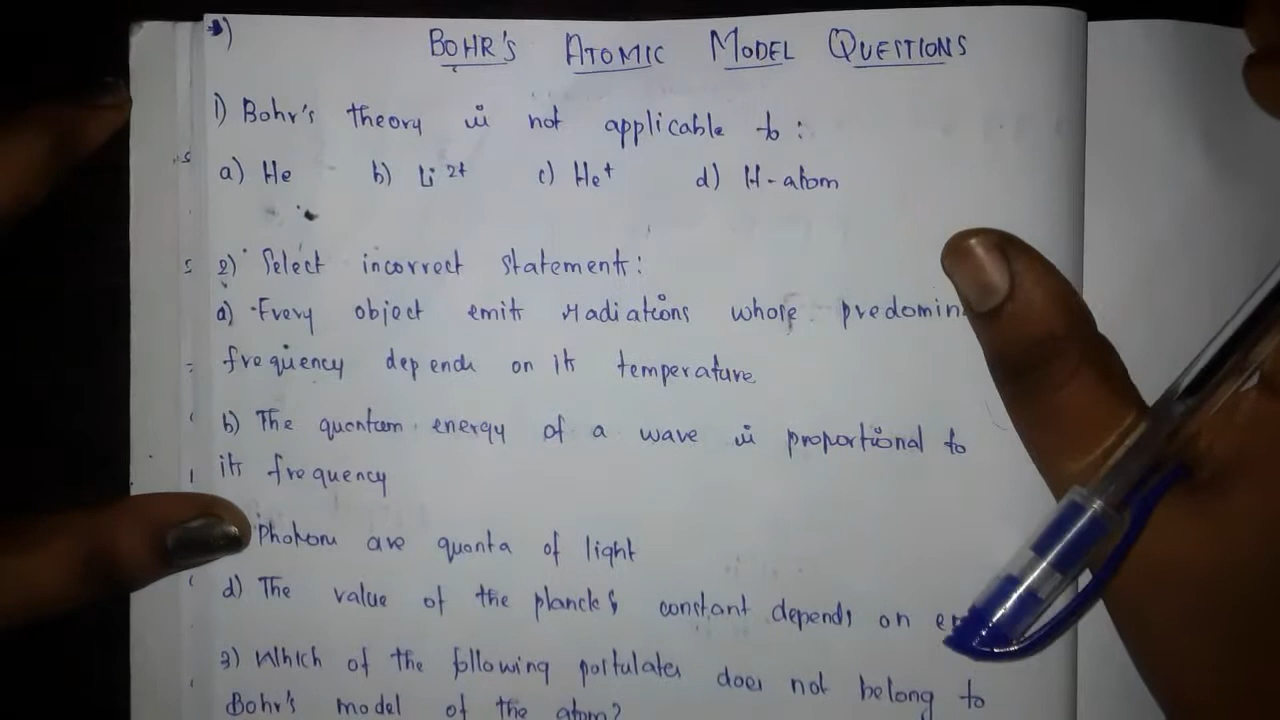 BOHR'S ATOMIC MODEL QUESTIONS
1) Bohr's theory is not applicable to :
a) He b) Li 2+ c) He+ d) H-atom
2) Select incorrect statement:
a) Every object emits radiations whose
frequency depends on its temperature
b) The quantum energy of a wave is proportional to
its frequency
Photons are quanta of light
d) The value of the planck's constant depends on
3) Which of the following postulates does not belong to
Bohr's model of the atom?